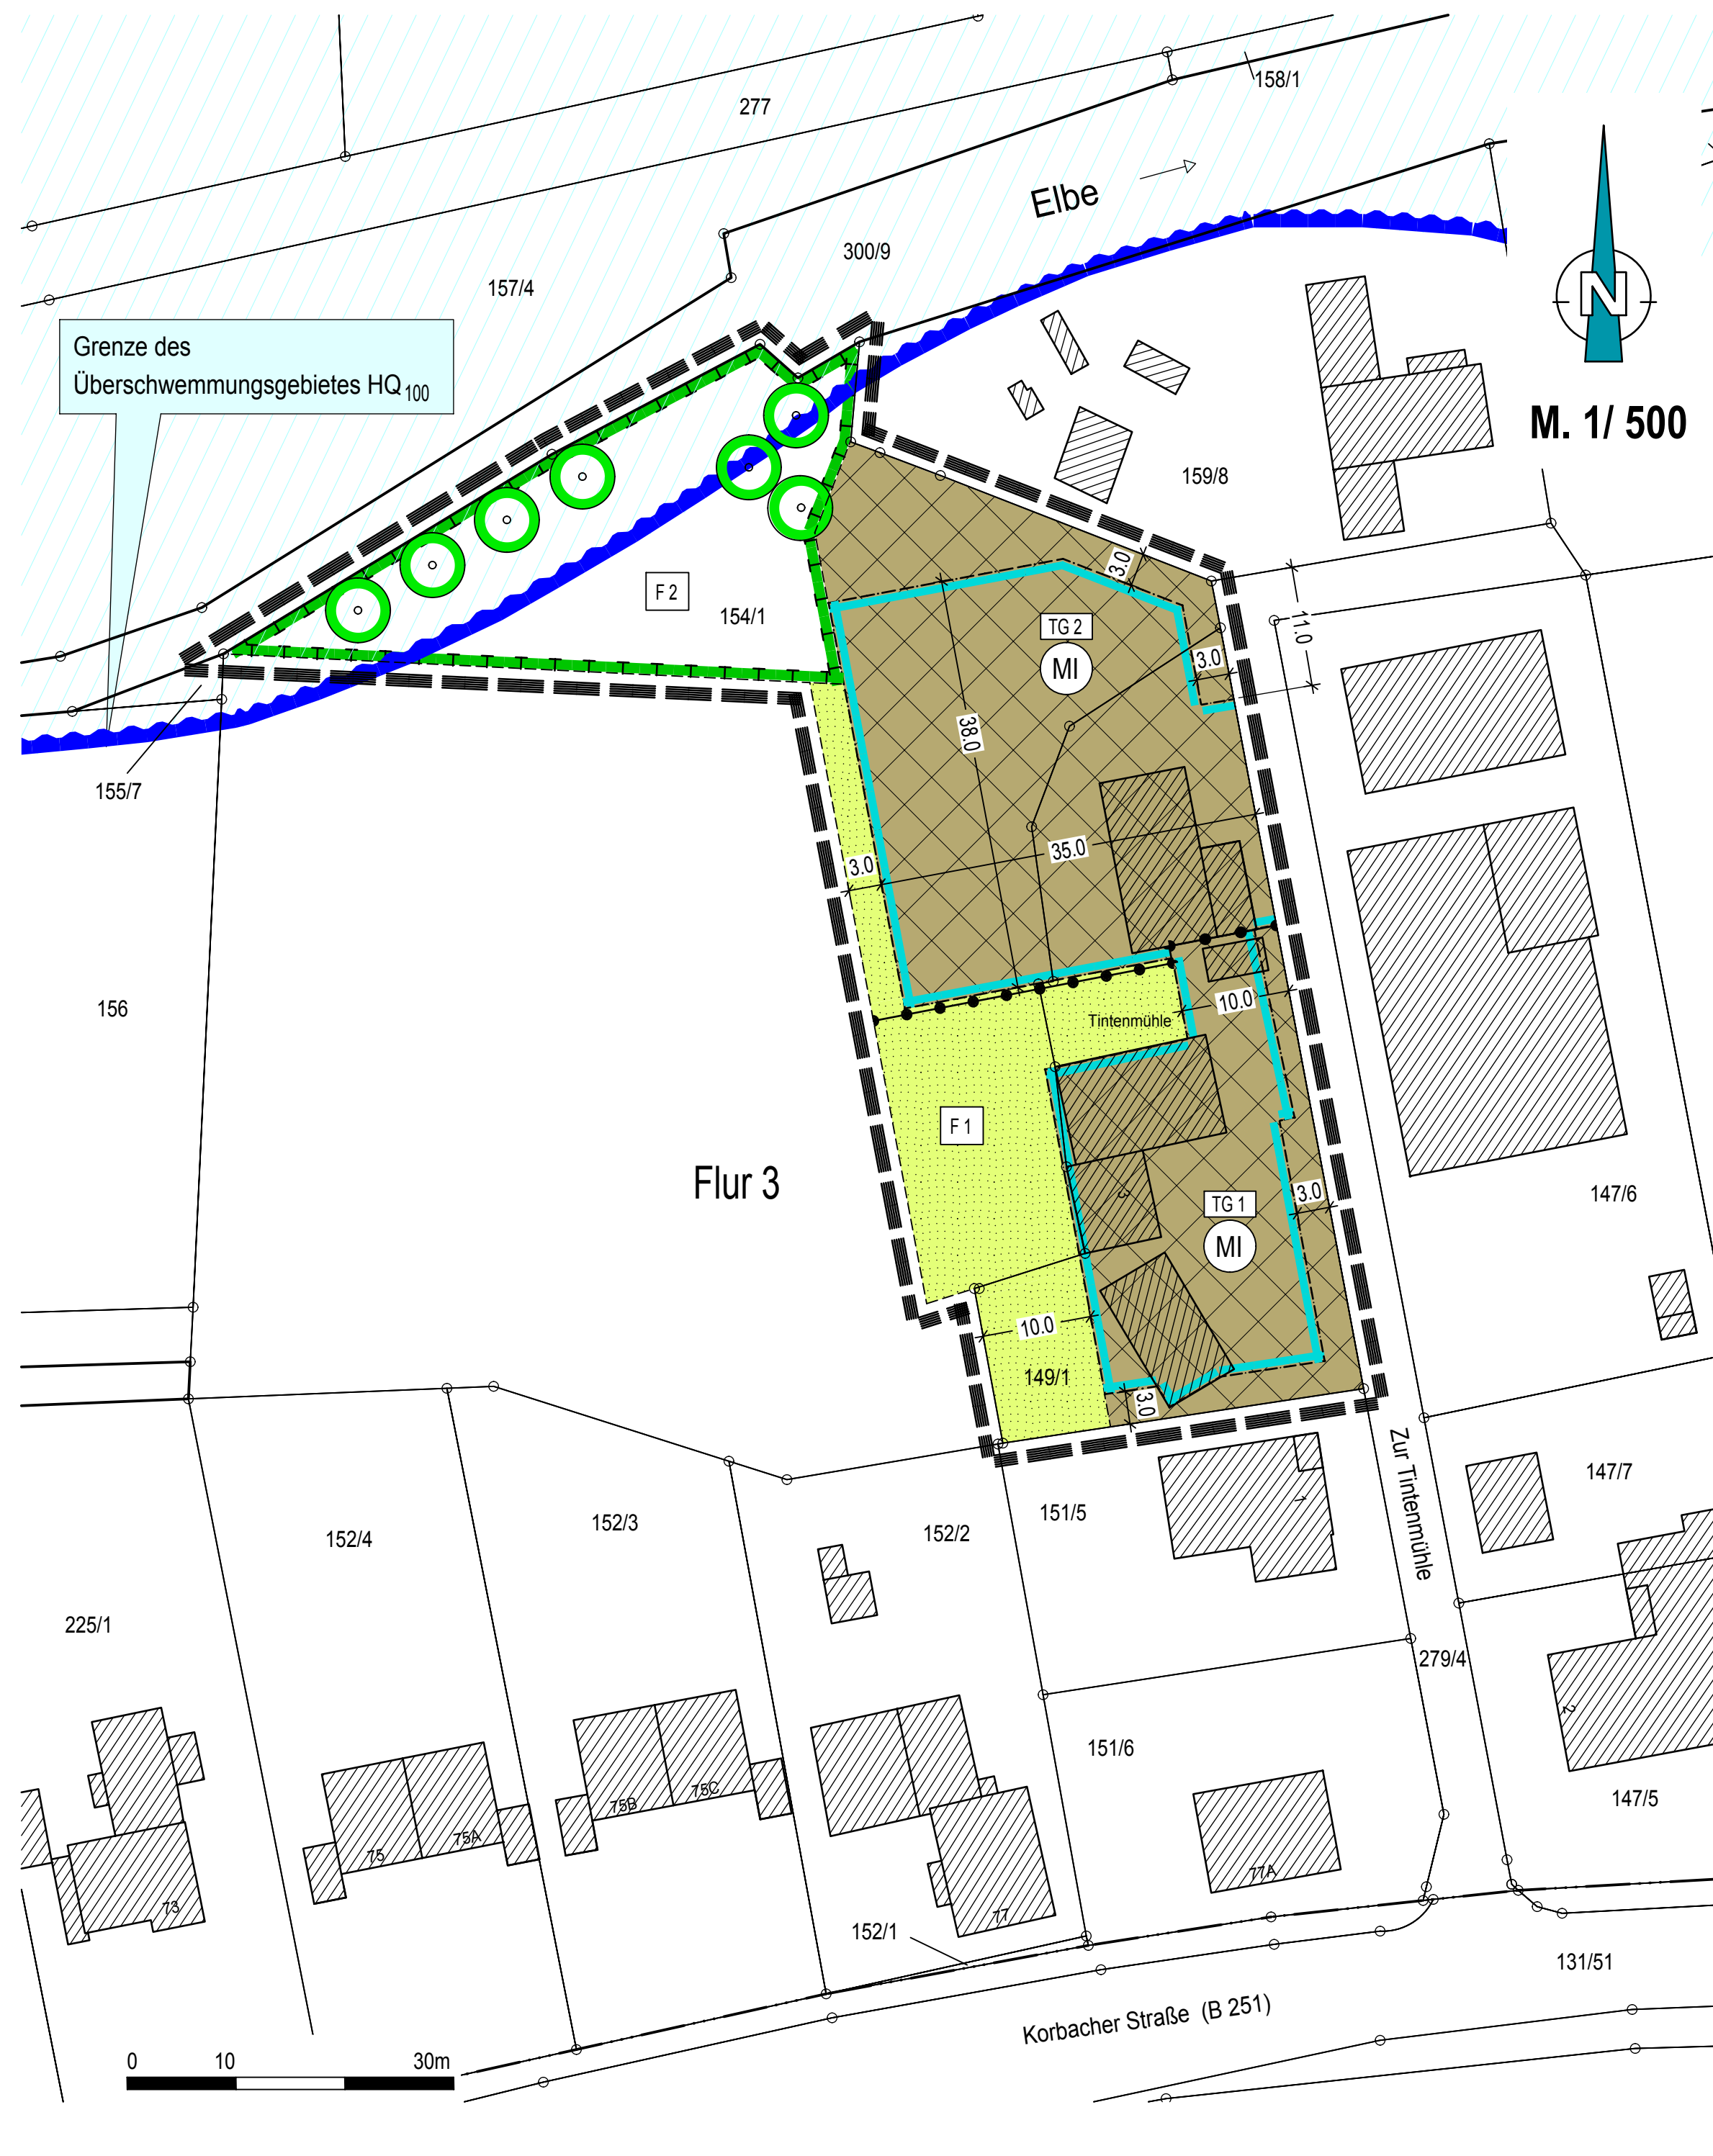 158/1
277
Elbe
300/9
157/4
N
Grenze des
Überschwemmungsgebietes HQ100
M. 1/ 500
159/8
3.0
F 2
154/1
TG 2
11.0
MI
3.0
38.0
155/7
35.0
3.0
156
10.0
Tintenmühle
F 1
Flur 3
3
TG 1
3.0
147/6
MI
10.0
149/1
3.0
Zur Tintenmühle
147/7
1
151/5
152/3
152/2
152/4
225/1
279/4
2
151/6
147/5
75C
75B
75A
75
77A
73
77
152/1
131/51
Korbacher Straße (B 251)
0 10 30m